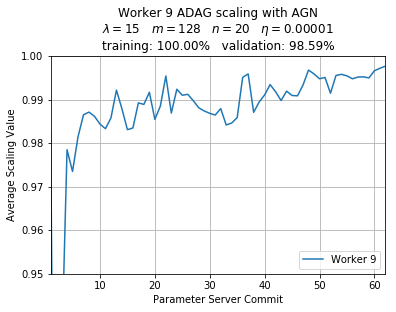 Worker 9 ADAG scaling with AGN
λ = 15 m = 128 n = 20 η = 0.00001
training: 100.00% validation: 98.59%
1.00
0.99
0.98
0.97
0.96
0.95
Average Scaling Value
Worker 9
10 20 30 40 50 60
Parameter Server Commit